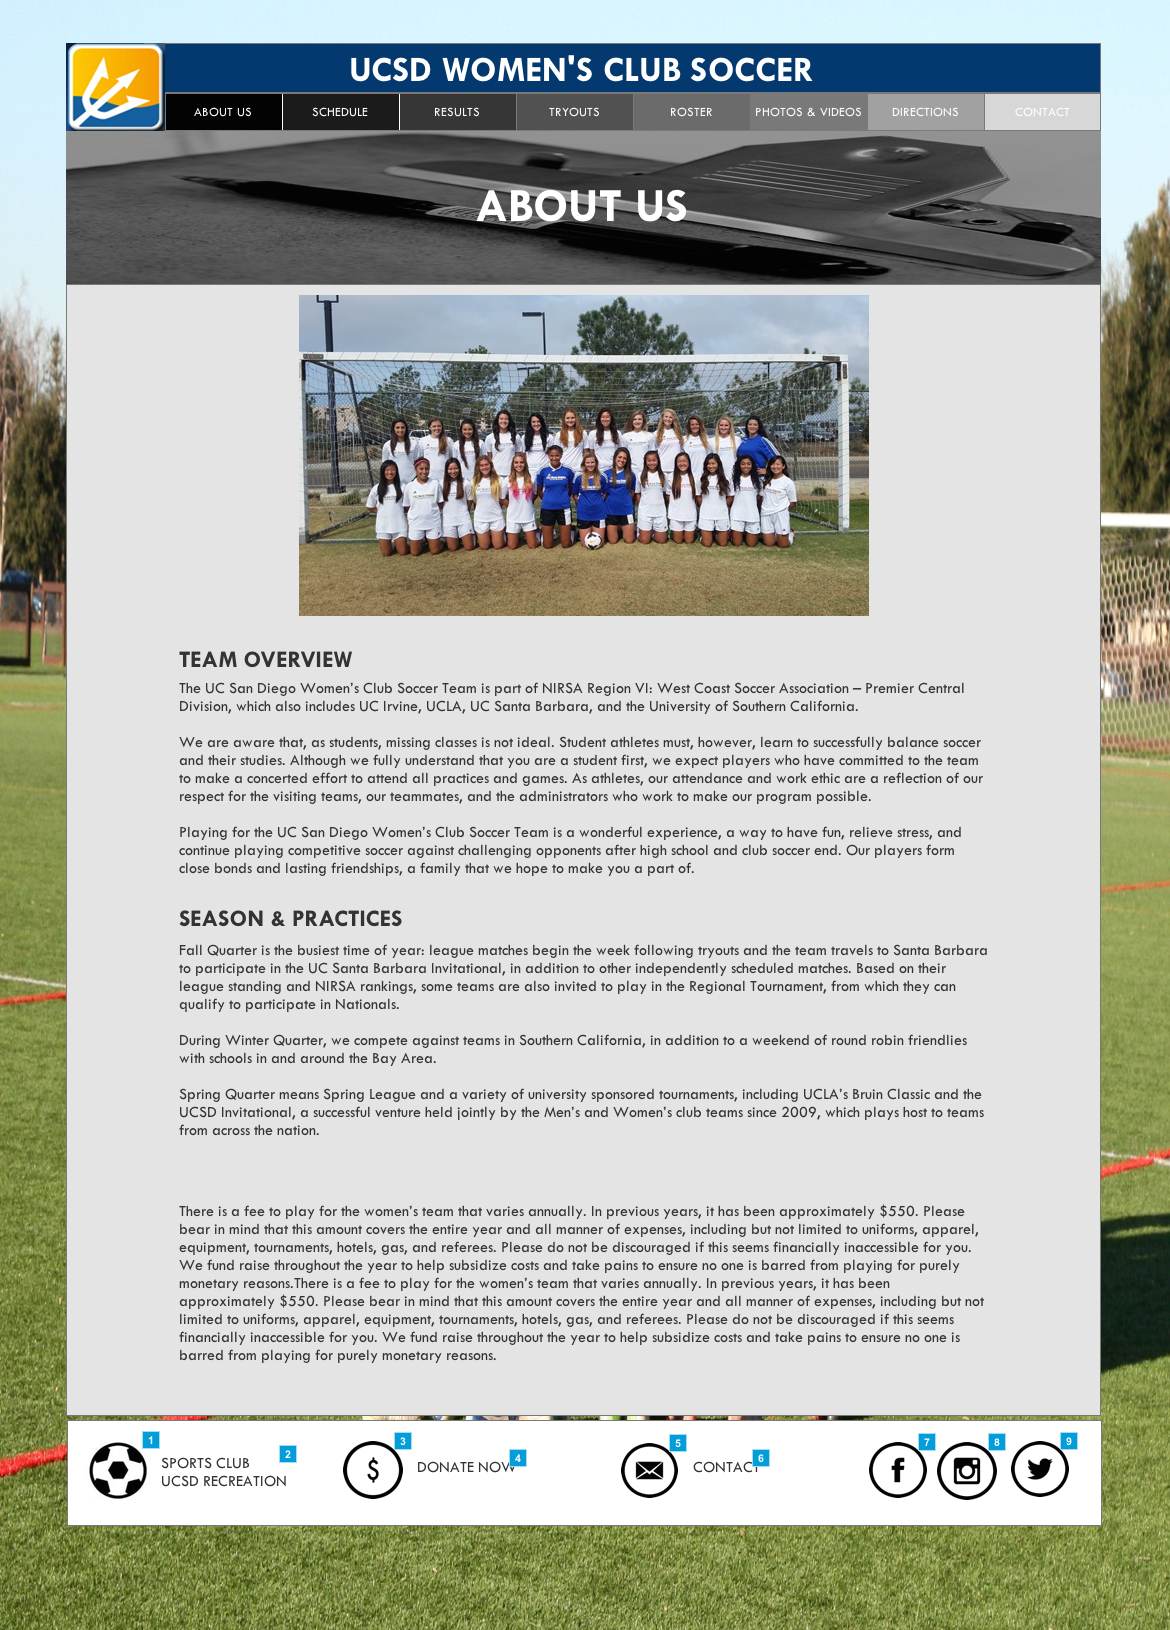 UCSD WOMEN'S CLUB SOCCER
ABOUT US
SCHEDULE
RESULTS
TRYOUTS
ROSTER
PHOTOS & VIDEOS
DIRECTIONS
CONTACT
ABOUT US
TEAM OVERVIEW
The UC San Diego Women's Club Soccer Team is part of NIRSA Region VI: West Coast Soccer Association – Premier Central
Division, which also includes UC Irvine, UCLA, UC Santa Barbara, and the University of Southern California.
We are aware that, as students, missing classes is not ideal. Student athletes must, however, learn to successfully balance soccer
and their studies. Although we fully understand that you are a student first, we expect players who have committed to the team
to make a concerted effort to attend all practices and games. As athletes, our attendance and work ethic are a reflection of our
respect for the visiting teams, our teammates, and the administrators who work to make our program possible.
Playing for the UC San Diego Women's Club Soccer Team is a wonderful experience, a way to have fun, relieve stress, and
continue playing competitive soccer against challenging opponents after high school and club soccer end. Our players form
close bonds and lasting friendships, a family that we hope to make you a part of.
SEASON & PRACTICES
Fall Quarter is the busiest time of year: league matches begin the week following tryouts and the team travels to Santa Barbara
to participate in the UC Santa Barbara Invitational, in addition to other independently scheduled matches. Based on their
league standing and NIRSA rankings, some teams are also invited to play in the Regional Tournament, from which they can
qualify to participate in Nationals.
During Winter Quarter, we compete against teams in Southern California, in addition to a weekend of round robin friendlies
with schools in and around the Bay Area.
Spring Quarter means Spring League and a variety of university sponsored tournaments, including UCLA's Bruin Classic and the
UCSD Invitational, a successful venture held jointly by the Men's and Women's club teams since 2009, which plays host to teams
from across the nation.
There is a fee to play for the women's team that varies annually. In previous years, it has been approximately $550. Please
bear in mind that this amount covers the entire year and all manner of expenses, including but not limited to uniforms, apparel,
equipment, tournaments, hotels, gas, and referees. Please do not be discouraged if this seems financially inaccessible for you.
We fund raise throughout the year to help subsidize costs and take pains to ensure no one is barred from playing for purely
monetary reasons.There is a fee to play for the women's team that varies annually. In previous years, it has been
approximately $550. Please bear in mind that this amount covers the entire year and all manner of expenses, including but not
limited to uniforms, apparel, equipment, tournaments, hotels, gas, and referees. Please do not be discouraged if this seems
financially inaccessible for you. We fund raise throughout the year to help subsidize costs and take pains to ensure no one is
barred from playing for purely monetary reasons.
1
SPORTS CLUB
UCSD RECREATION
2
$
3
DONATE NOW
4
5
CONTACT
6
f
7
8
9